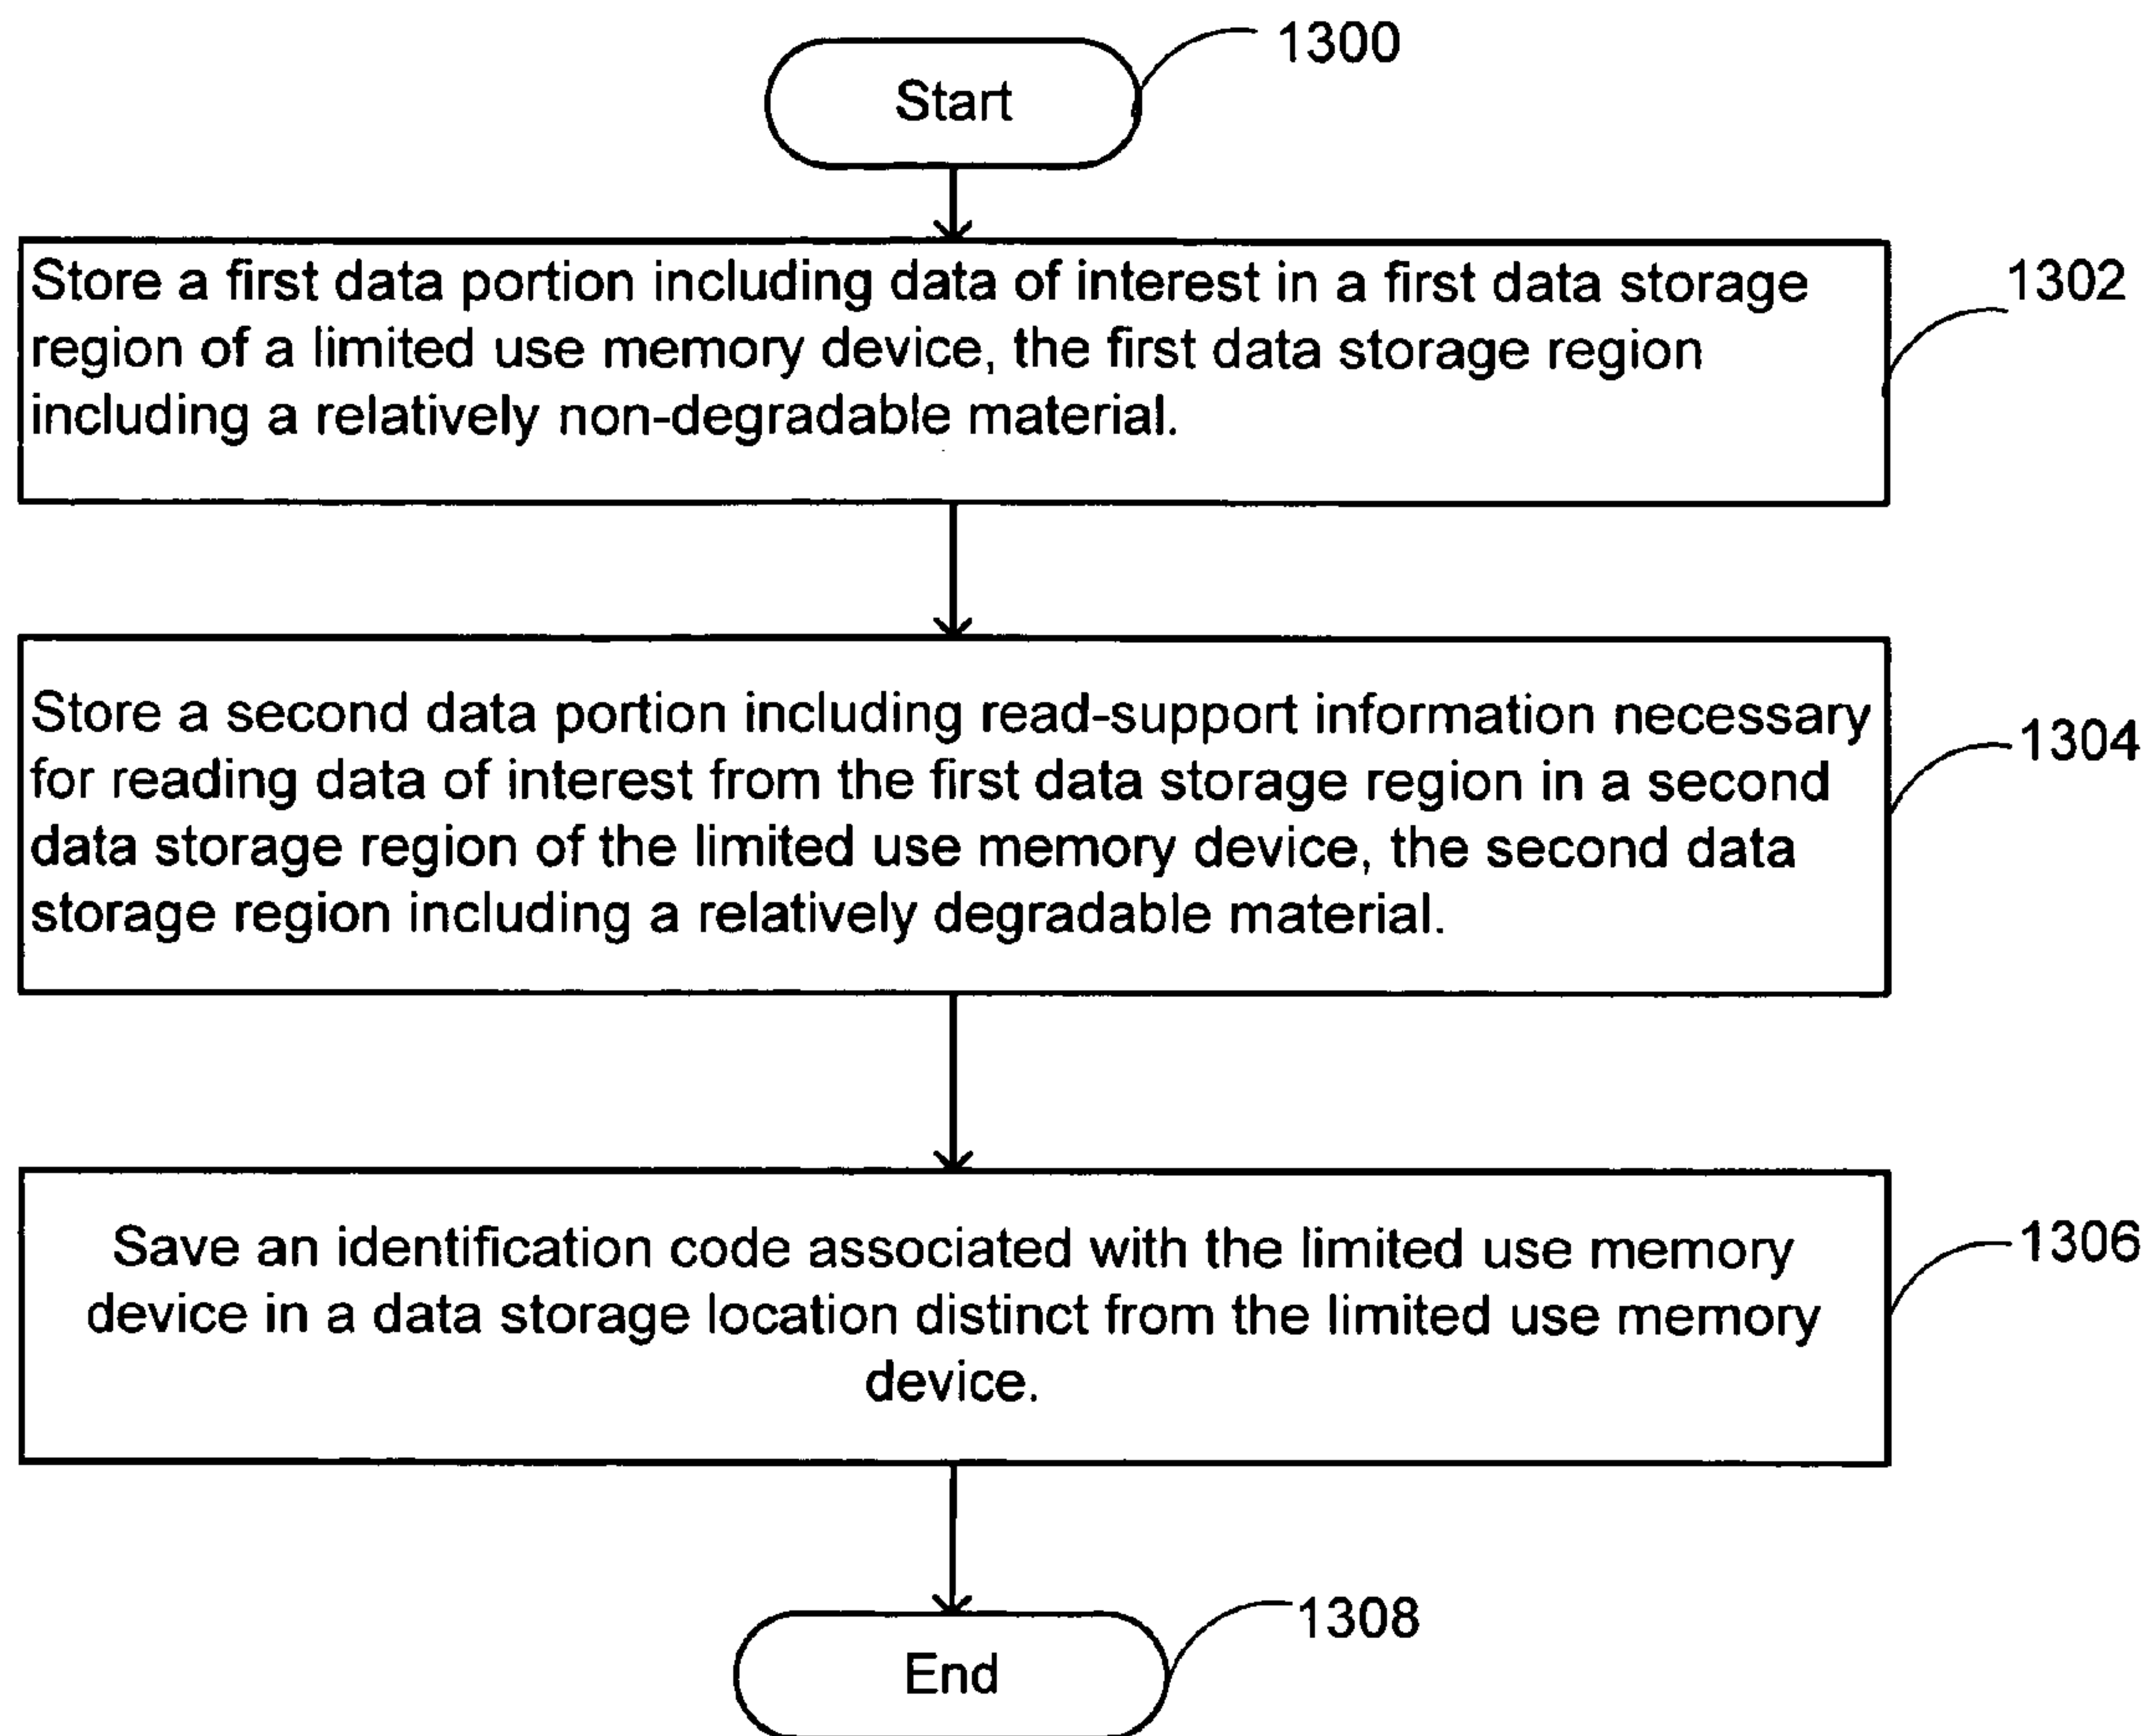 Start
1300
Store a first data portion including data of interest in a first data storage
region of a limited use memory device, the first data storage region
including a relatively non-degradable material.
1302
Store a second data portion including read-support information necessary
for reading data of interest from the first data storage region in a second
data storage region of the limited use memory device, the second data
storage region including a relatively degradable material.
1304
Save an identification code associated with the limited use memory
device in a data storage location distinct from the limited use memory
device.
1306
End
1308